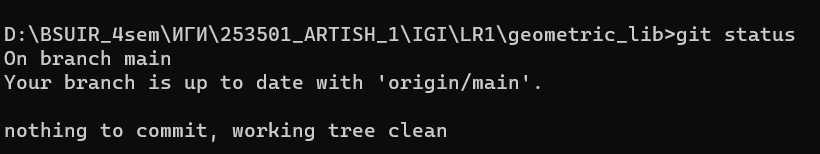 D:\BSUIR_4sem\ИГИ\253501_ARTISH_1\IGI\LR1\geometric_lib>git status
On branch main
Your branch is up to date with 'origin/main'.
nothing to commit, working tree clean